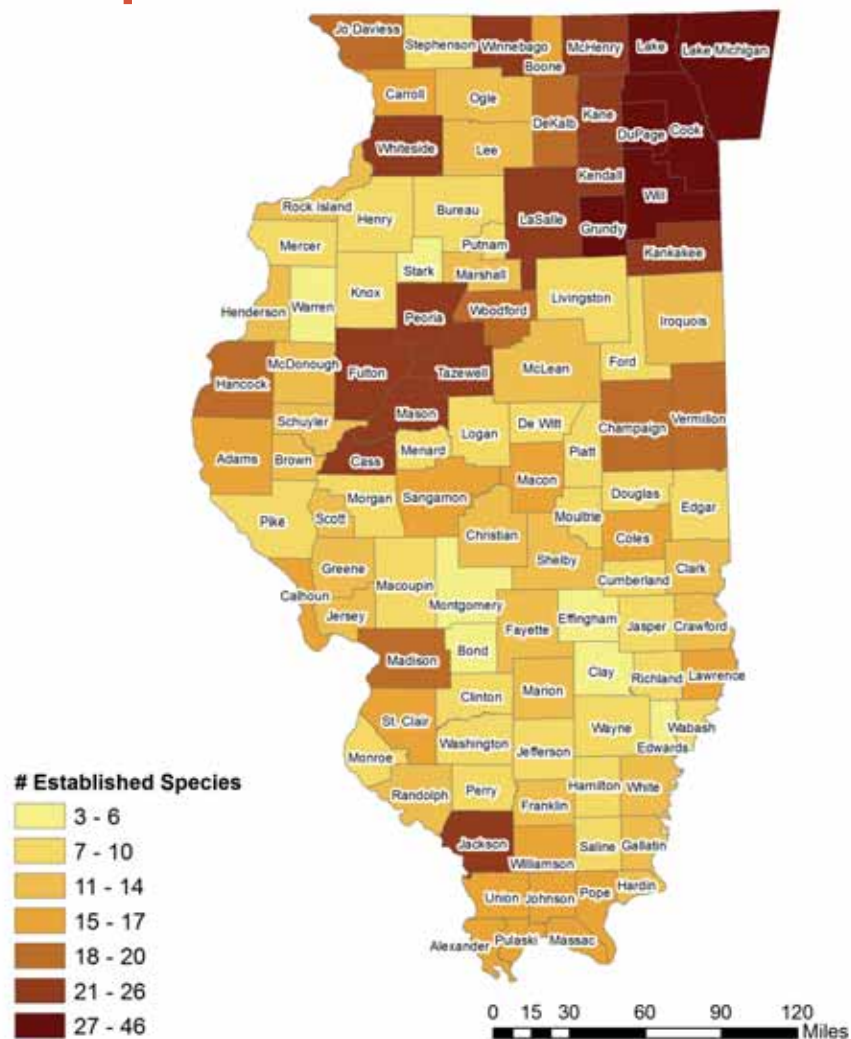 Jo Daviess
Stephenson
Winnebago
Boone
McHenry
Lake
Lake Michigan
Carroll
Ogle
DeKalb
Kane
DuPage
Cook
Whiteside
Lee
Kendall
Will
Rock Island
Henry
Bureau
LaSalle
Grundy
Mercer
Putnam
Kankakee
Stark
Marshall
Knox
Livingston
Henderson
Warren
Peoria
Woodford
Iroquois
McDonough
Fulton
Tazewell
McLean
Ford
Hancock
Mason
Schuyler
Logan
De Witt
Champaign
Vermilion
Adams
Brown
Cass
Menard
Piatt
Morgan
Sangamon
Macon
Douglas
Edgar
Pike
Scott
Christian
Moultrie
Coles
Greene
Shelby
Clark
Calhoun
Macoupin
Montgomery
Cumberland
Jersey
Fayette
Effingham
Jasper
Crawford
Madison
Bond
Clay
Richland
Lawrence
Clinton
Marion
St. Clair
Wayne
Wabash
Washington
Jefferson
Edwards
Monroe
Randolph
Perry
Hamilton
White
Franklin
Jackson
Williamson
Saline
Gallatin
Union
Johnson
Pope
Hardin
Alexander
Pulaski
Massac
# Established Species
3 - 6
7 - 10
11 - 14
15 - 17
18 - 20
21 - 26
27 - 46
0 15 30 60 90 120
Miles